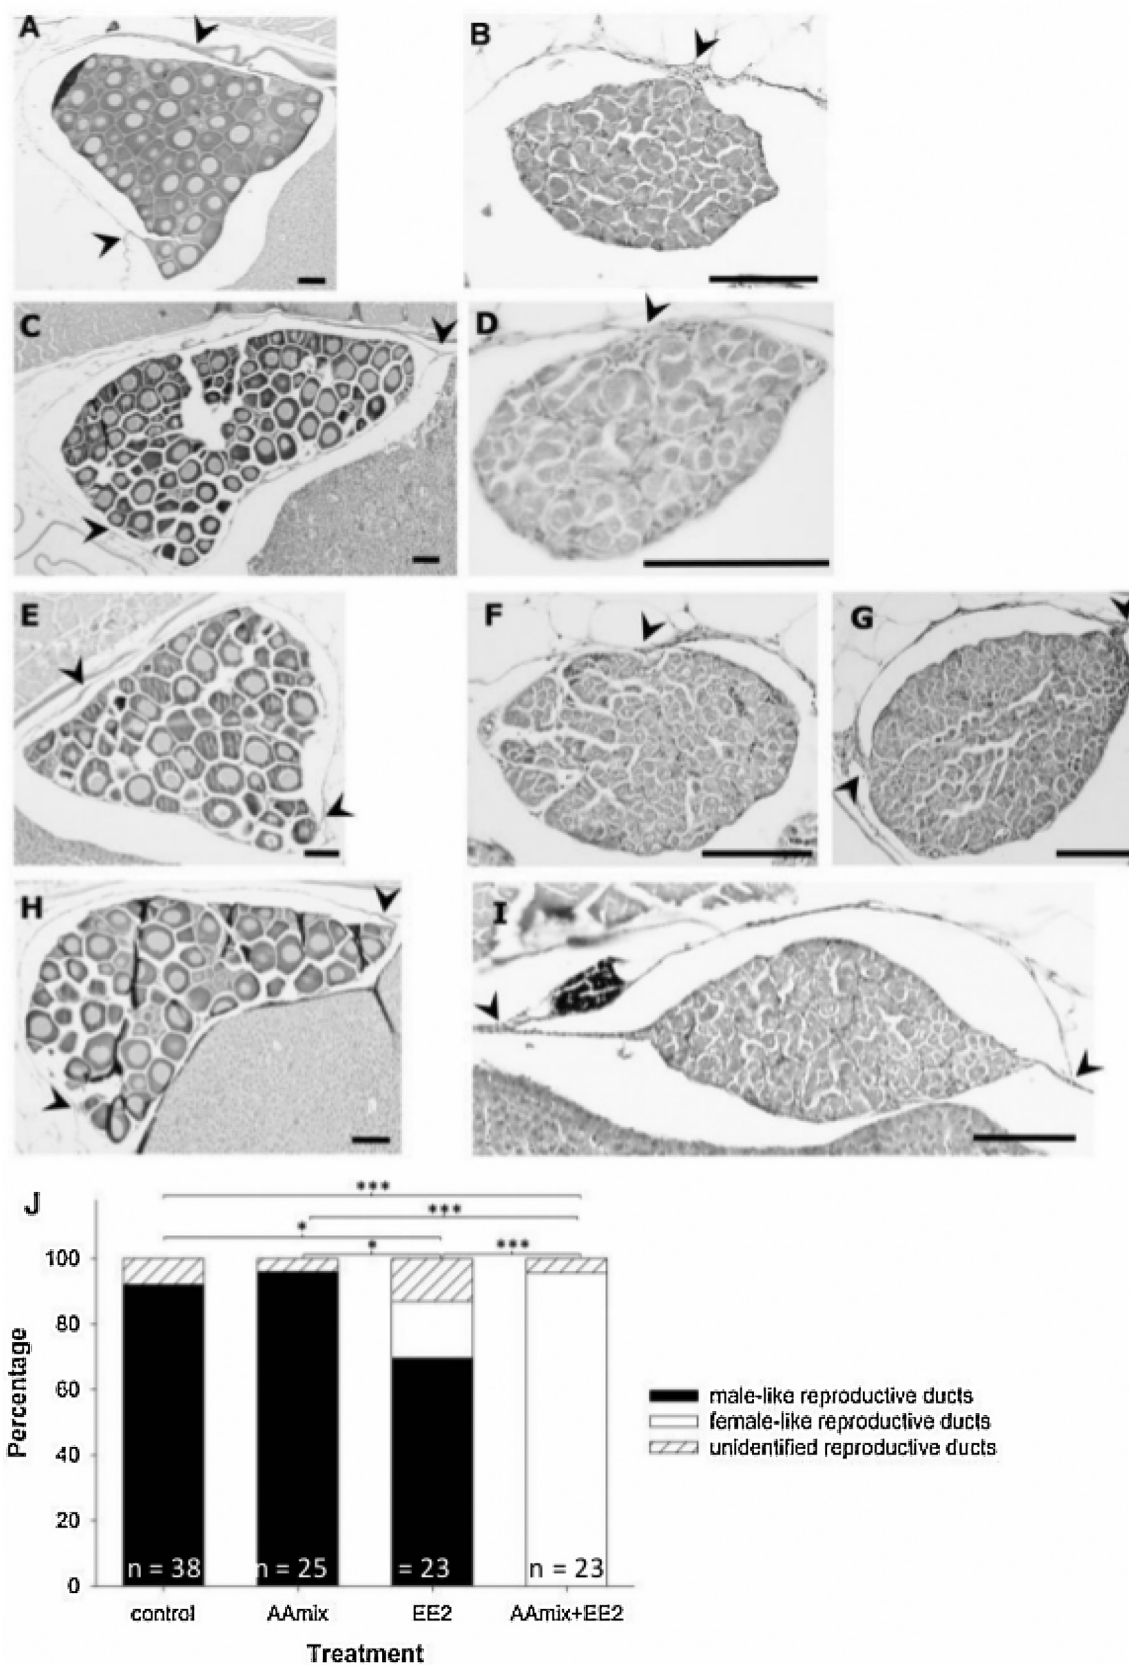 A
B
C
D
E
F
G
H
I
J
***
***
*
*
***
100
80
60
40
20
0
Percentage
n = 38
n = 25
= 23
n = 23
control
AAmix
EE2
AAmix+EE2
Treatment
male-like reproductive ducts
female-like reproductive ducts
unidentified reproductive ducts